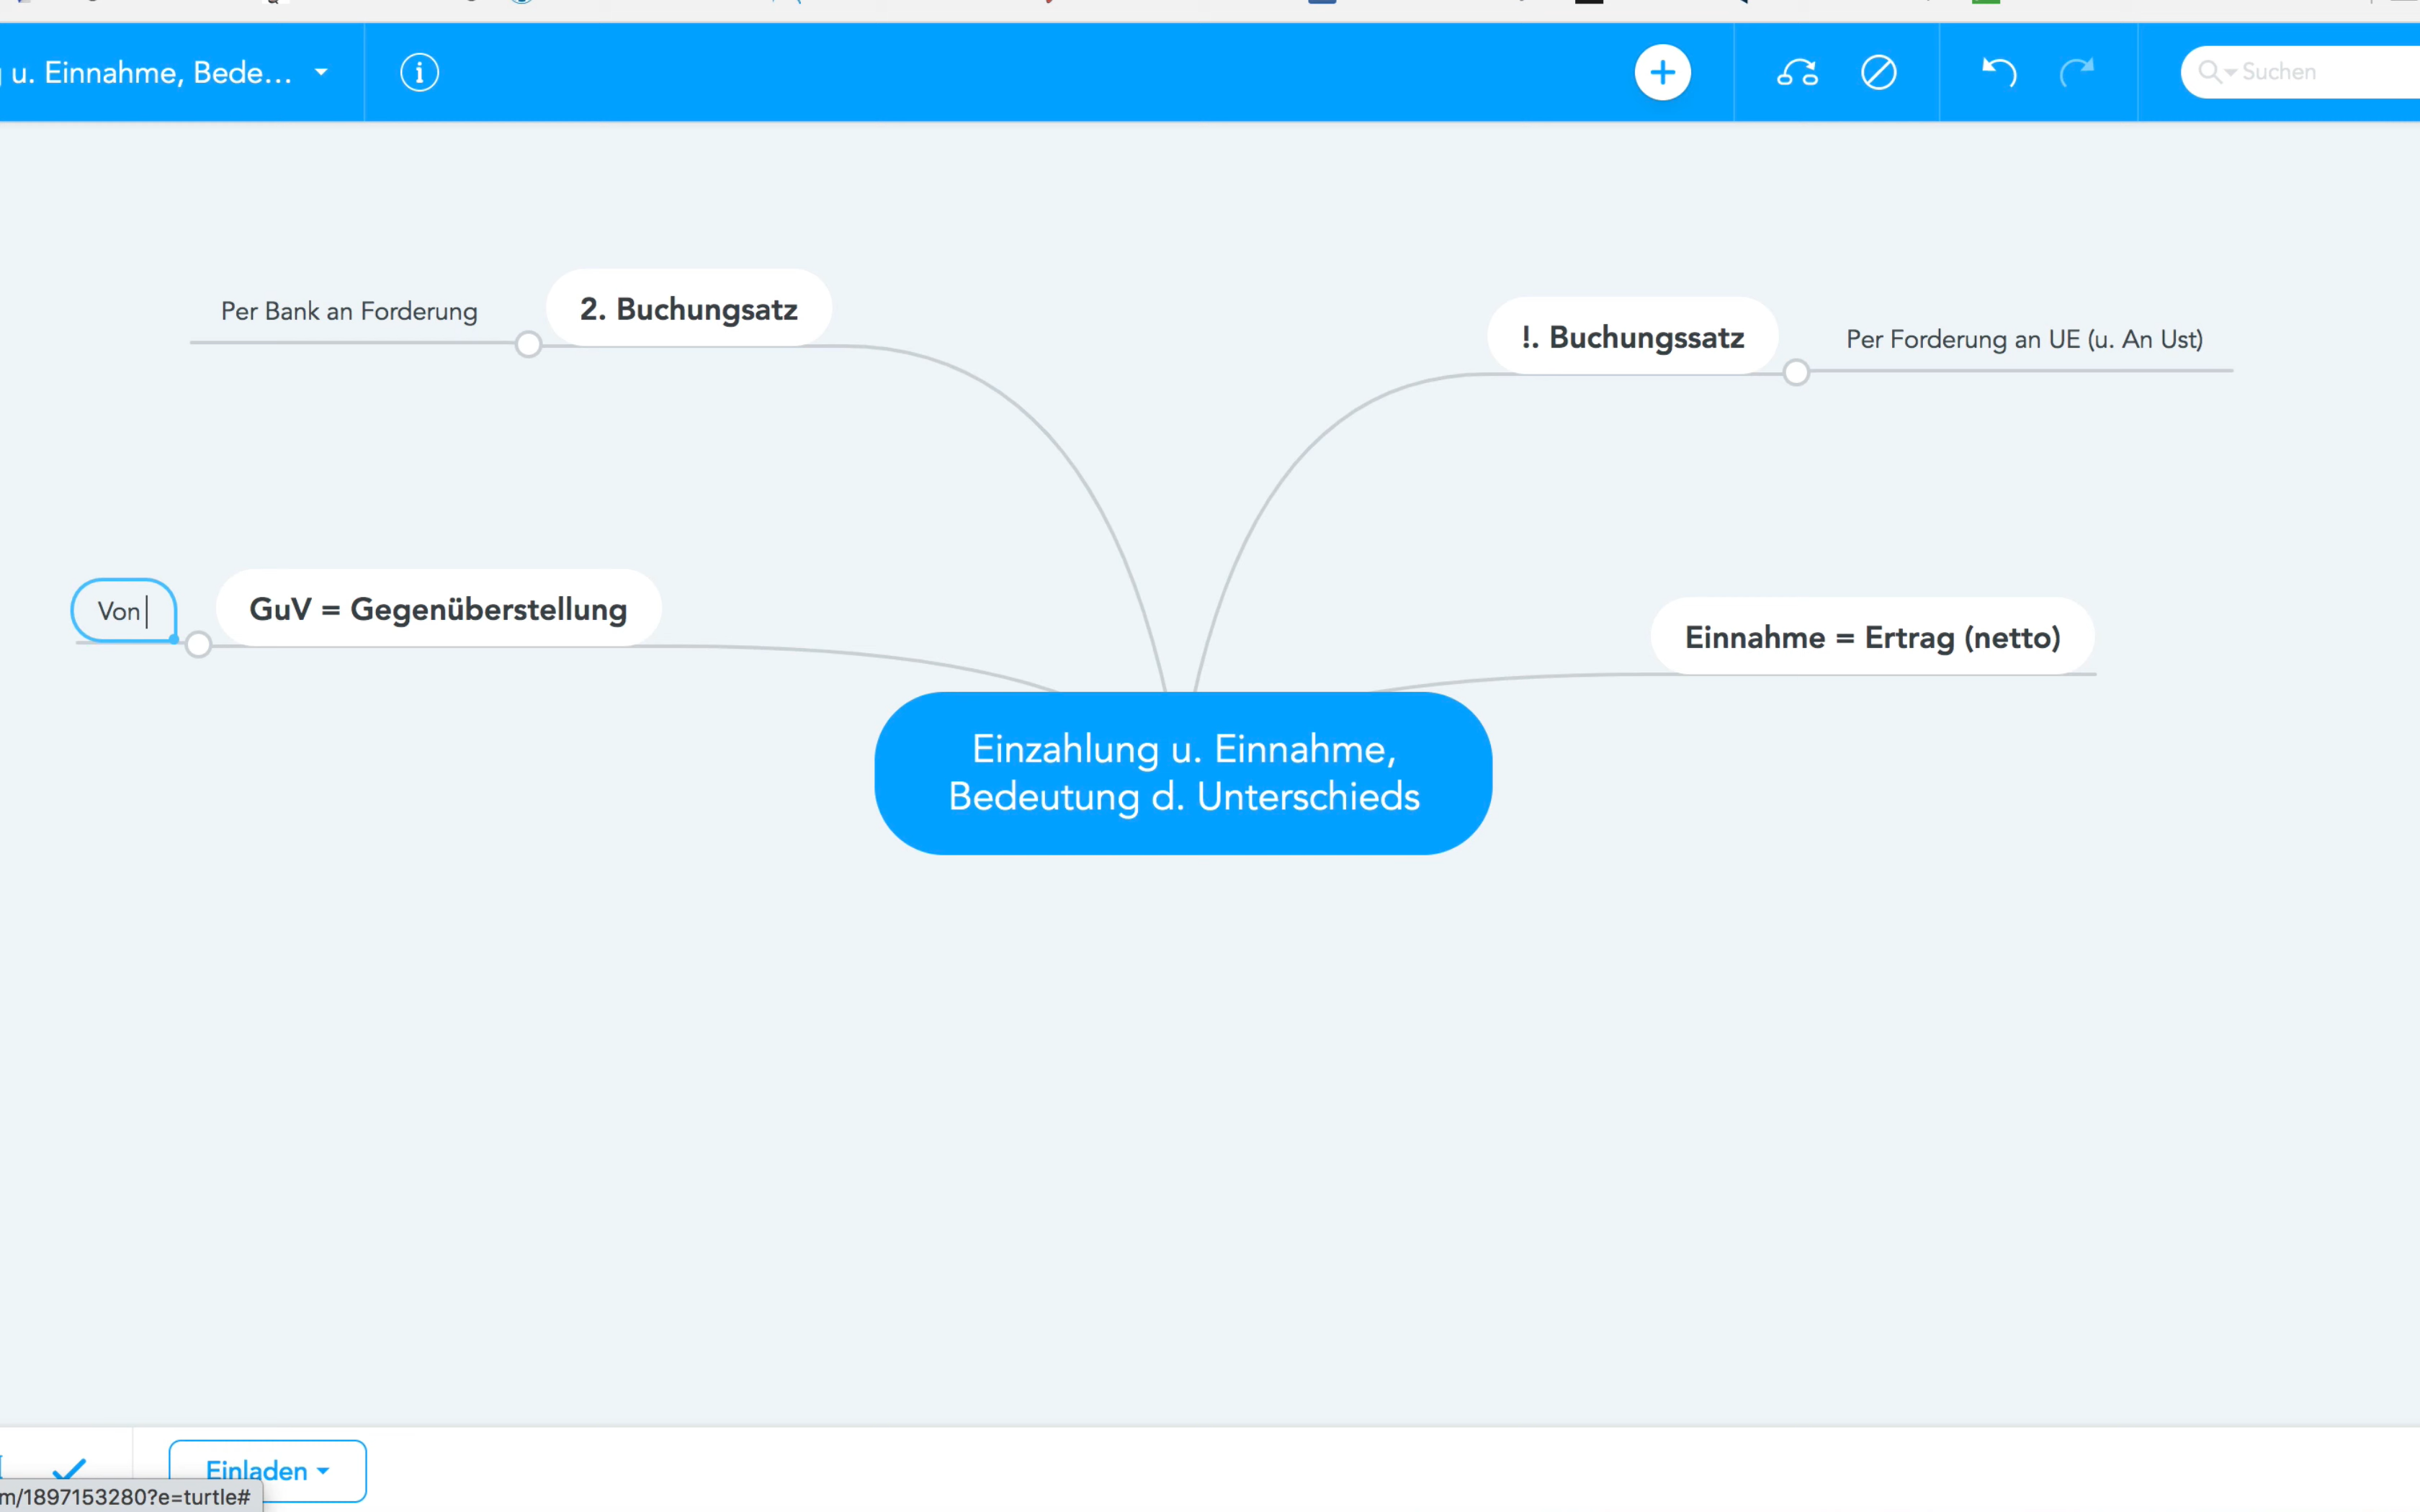 u. Einnahme, Bede...
Suchen
2. Buchungsatz
Per Bank an Forderung
!. Buchungssatz
Per Forderung an UE (u. An Ust)
GuV = Gegenüberstellung
Von
Einnahme = Ertrag (netto)
Einzahlung u. Einnahme,
Bedeutung d. Unterschieds
Einladen
m/1897153280?e=turtle#